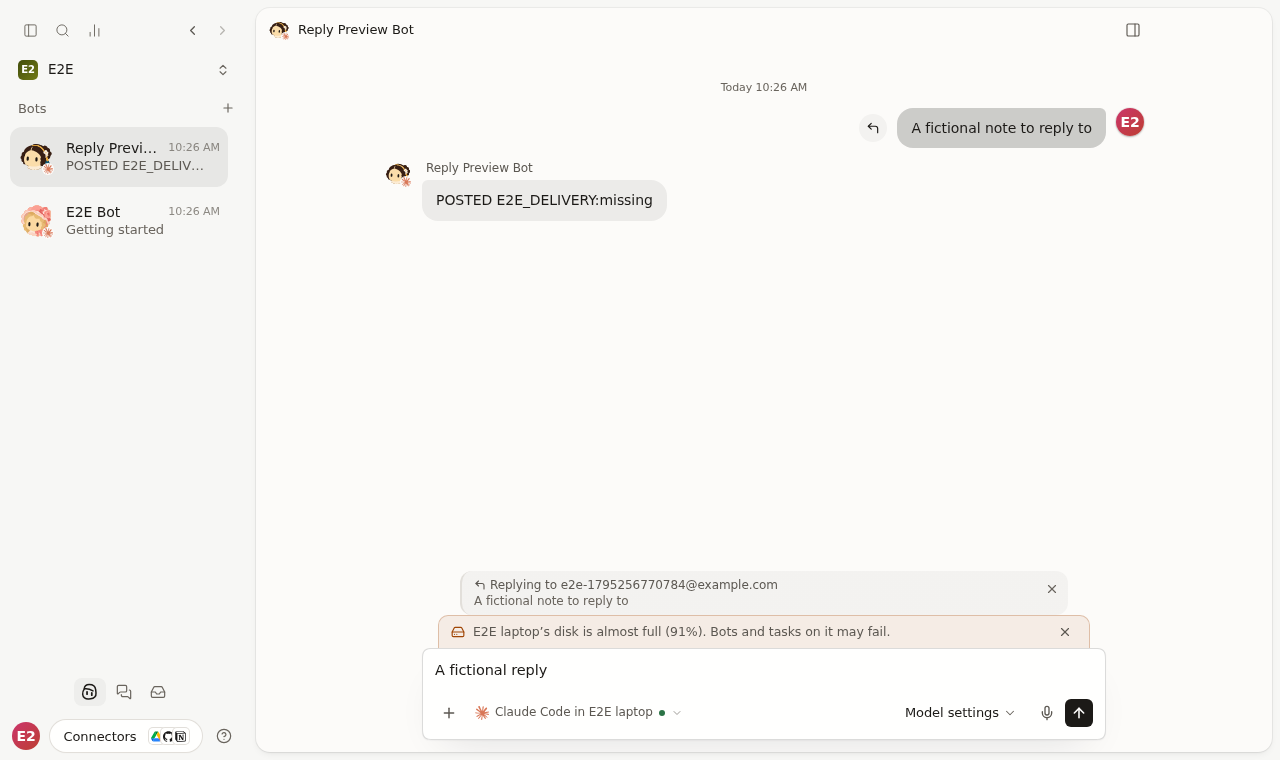 E2 E2E
Bots
Reply Previ... 10:26 AM
POSTED E2E_DELIV...
E2E Bot 10:26 AM
Getting started
E2 Connectors
Reply Preview Bot
Today 10:26 AM
A fictional note to reply to E2
Reply Preview Bot
POSTED E2E_DELIVERY:missing
Replying to e2e-1795256770784@example.com
A fictional note to reply to
E2E laptop’s disk is almost full (91%). Bots and tasks on it may fail.
A fictional reply
Claude Code in E2E laptop Model settings